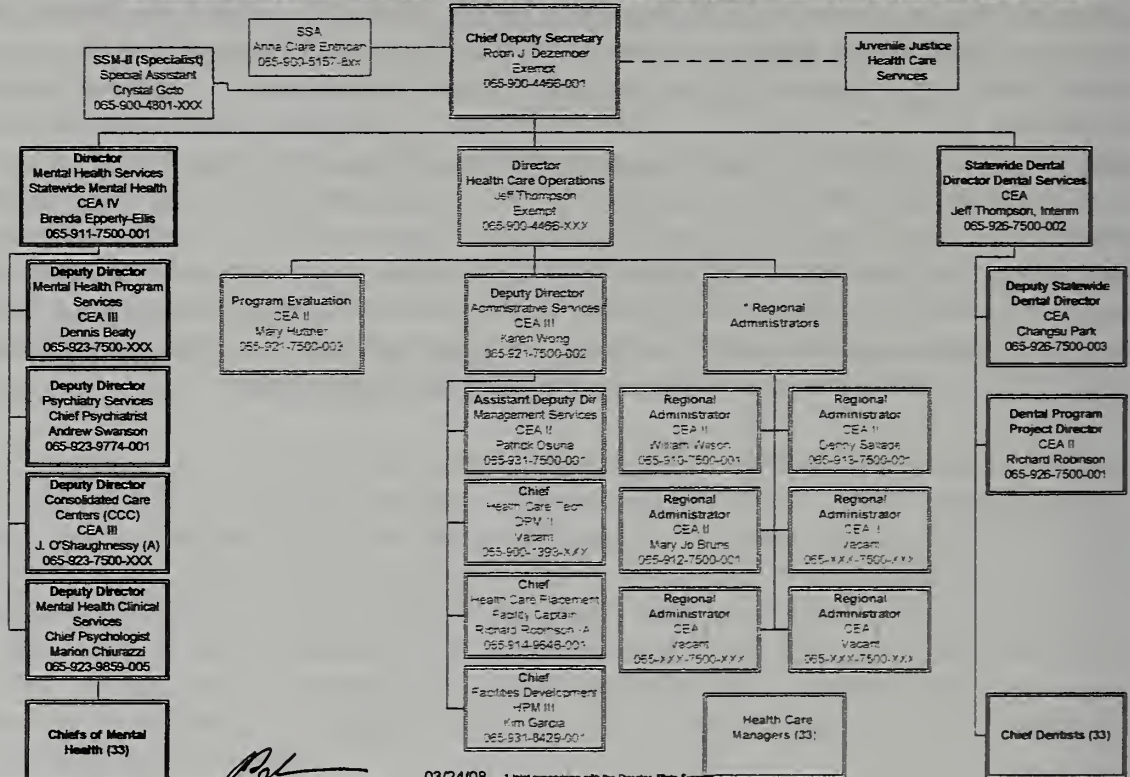 SSA
Anna Clare Entrican
065-900-5157-8xx
SSM-II (Specialist)
Special Assistant
Crystal Goto
065-900-4801-XXX
Chief Deputy Secretary
Robin J. Dezember
Exempt
065-900-4466-001
Juvenile Justice
Health Care
Services
Director
Mental Health Services
Statewide Mental Health
CEA IV
Brenda Epperly-Ellis
065-911-7500-001
Director
Health Care Operations
Jeff Thompson
Exempt
065-900-4466-XXX
Statewide Dental
Director Dental Services
CEA
Jeff Thompson, Interim
065-926-7500-002
Deputy Director
Mental Health Program
Services
CEA III
Dennis Beaty
065-923-7500-XXX
Program Evaluation
CEA II
Mary Huttner
065-921-7500-003
Deputy Director
Administrative Services
CEA III
Karen Wong
065-921-7500-002
* Regional
Administrators
Deputy Statewide
Dental Director
CEA
Changsu Park
065-926-7500-003
Deputy Director
Psychiatry Services
Chief Psychiatrist
Andrew Swanson
065-923-9774-001
Assistant Deputy Dir
Management Services
CEA II
Patrick Osuna
065-931-7500-001
Regional
Administrator
CEA II
William Wilson
065-910-7500-001
Regional
Administrator
CEA II
Denny Sallade
065-913-7500-001
Dental Program
Project Director
CEA II
Richard Robinson
065-926-7500-001
Deputy Director
Consolidated Care
Centers (CCC)
CEA III
J. O'Shaughnessy (A)
065-923-7500-XXX
Chief
Health Care Tech
DPM II
Vacant
065-900-1393-XXX
Regional
Administrator
CEA II
Mary Jo Bruns
065-912-7500-001
Regional
Administrator
CEA I
Vacant
065-XXX-7500-XXX
Deputy Director
Mental Health Clinical
Services
Chief Psychologist
Marion Chiurazzi
065-923-9859-005
Chief
Health Care Placement
Facility Captain
Richard Robinson (A)
065-914-9646-001
Regional
Administrator
CEA I
Vacant
065-XXX-7500-XXX
Regional
Administrator
CEA I
Vacant
065-XXX-7500-XXX
Chief
Facilities Development
HPM III
Kim Garcia
065-931-8429-001
Chiefs of Mental
Health (33)
Health Care
Managers (33)
Chief Dentists (33)
03/24/08